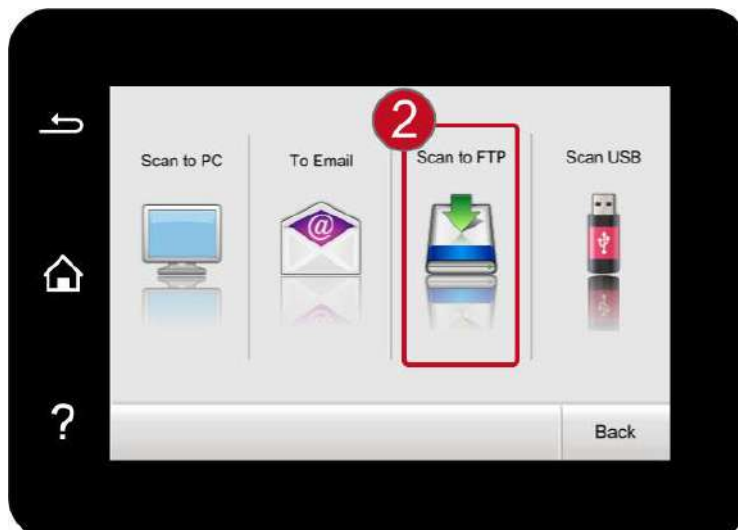 2
Scan to PC
To Email
Scan to FTP
Scan USB
@
?
Back